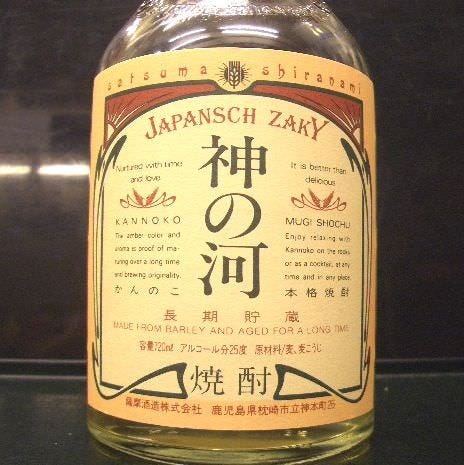 satsuma shiranami
JAPANSCH ZAKY
神の河
Nurtured with time
and love
KANNOKO
The amber color and
aroma is proof of ma-
turing over a long time
and brewing originality.
かんのこ
It is better than
delicious
MUGI SHOCHU
Enjoy relaxing with
Kannoko on the rocks
or as a cocktail, at any
time and in any place.
本格焼酎
長期貯蔵
MADE FROM BARLEY AND AGED FOR A LONG TIME
容量720ml アルコール分25度 原材料/麦、麦こうじ
焼酎
薩摩酒造株式会社 鹿児島県枕崎市立神本町26